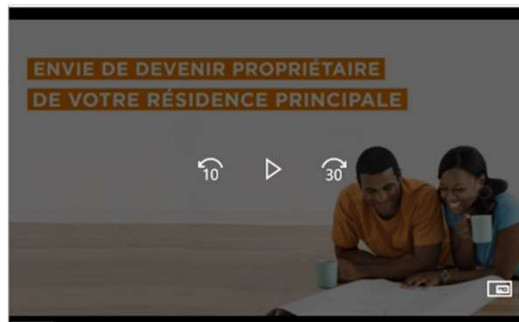 ENVIE DE DEVENIR PROPRIÉTAIRE
DE VOTRE RÉSIDENCE PRINCIPALE
10
30